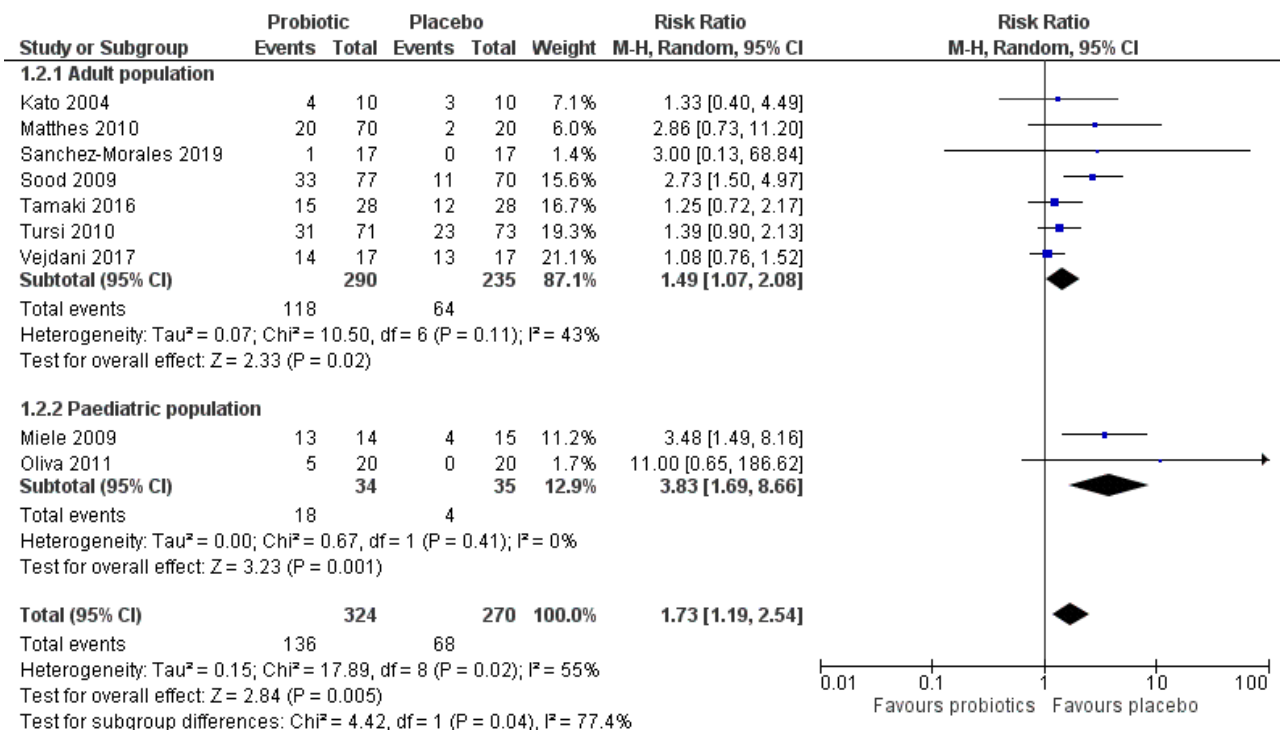 Probiotic Placebo Risk Ratio Risk Ratio
Study or Subgroup Events Total Events Total Weight M-H, Random, 95% CI M-H, Random, 95% CI
1.2.1 Adult population
Kato 2004 4 10 3 10 7.1% 1.33 [0.40, 4.49]
Matthes 2010 20 70 2 20 6.0% 2.86 [0.73, 11.20]
Sanchez-Morales 2019 1 17 0 17 1.4% 3.00 [0.13, 68.84]
Sood 2009 33 77 11 70 15.6% 2.73 [1.50, 4.97]
Tamaki 2016 15 28 12 28 16.7% 1.25 [0.72, 2.17]
Tursi 2010 31 71 23 73 19.3% 1.39 [0.90, 2.13]
Vejdani 2017 14 17 13 17 21.1% 1.08 [0.76, 1.52]
Subtotal (95% CI) 290 235 87.1% 1.49 [1.07, 2.08]
Total events 118 64
Heterogeneity: Tau² = 0.07; Chi² = 10.50, df = 6 (P = 0.11); I² = 43%
Test for overall effect: Z = 2.33 (P = 0.02)
1.2.2 Paediatric population
Miele 2009 13 14 4 15 11.2% 3.48 [1.49, 8.16]
Oliva 2011 5 20 0 20 1.7% 11.00 [0.65, 186.62]
Subtotal (95% CI) 34 35 12.9% 3.83 [1.69, 8.66]
Total events 18 4
Heterogeneity: Tau² = 0.00; Chi² = 0.67, df = 1 (P = 0.41); I² = 0%
Test for overall effect: Z = 3.23 (P = 0.001)
Total (95% CI) 324 270 100.0% 1.73 [1.19, 2.54]
Total events 136 68
Heterogeneity: Tau² = 0.15; Chi² = 17.89, df = 8 (P = 0.02); I² = 55%
Test for overall effect: Z = 2.84 (P = 0.005)
Test for subgroup differences: Chi² = 4.42, df = 1 (P = 0.04), I² = 77.4%
0.01 0.1 1 10 100
Favours probiotics Favours placebo